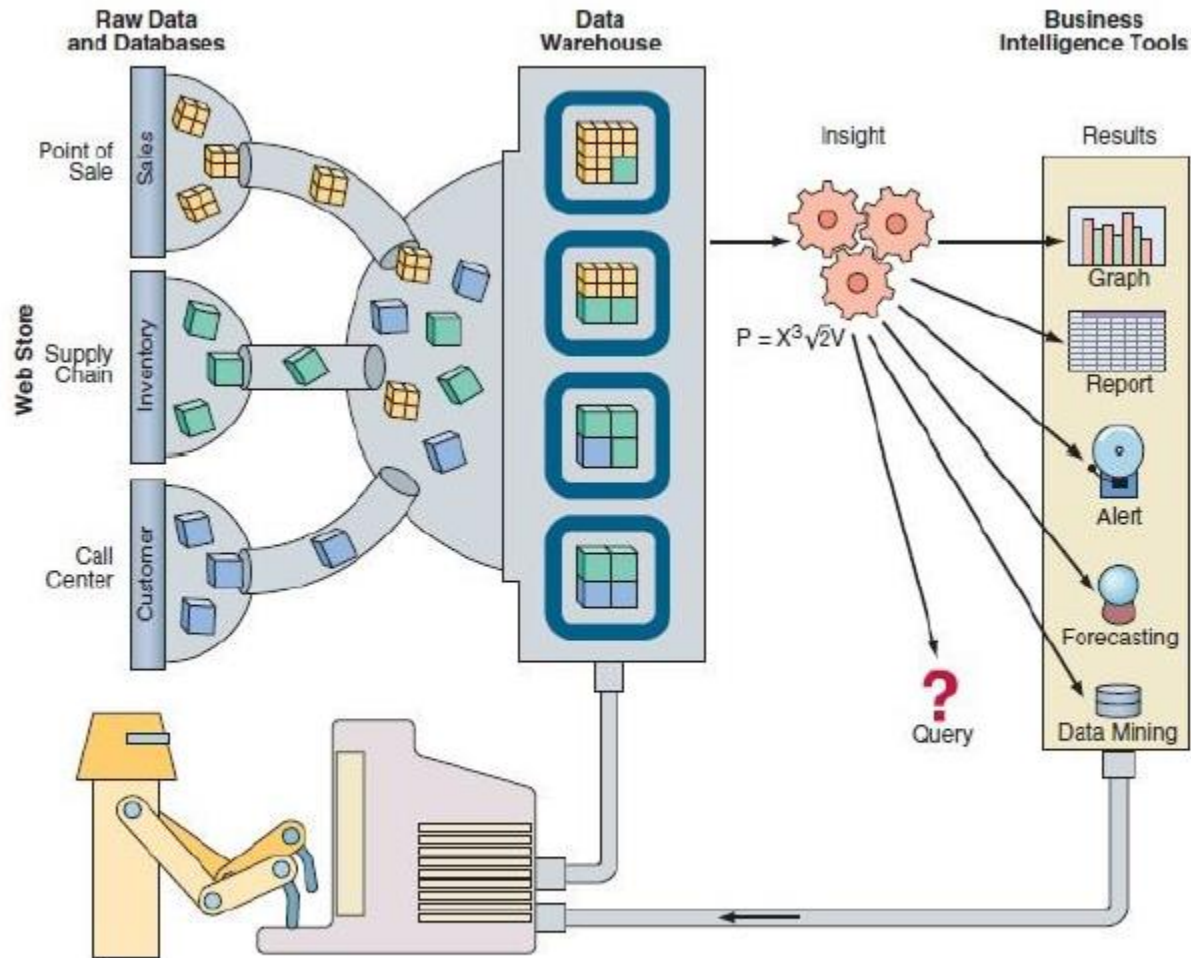 Raw Data
and Databases
Data
Warehouse
Business
Intelligence Tools
Point of
Sale
Sales
Insight
Results
Graph
Web Store
Supply
Chain
Inventory
P = X³√2V
Report
Alert
Call
Center
Customer
Forecasting
?
Query
Data Mining